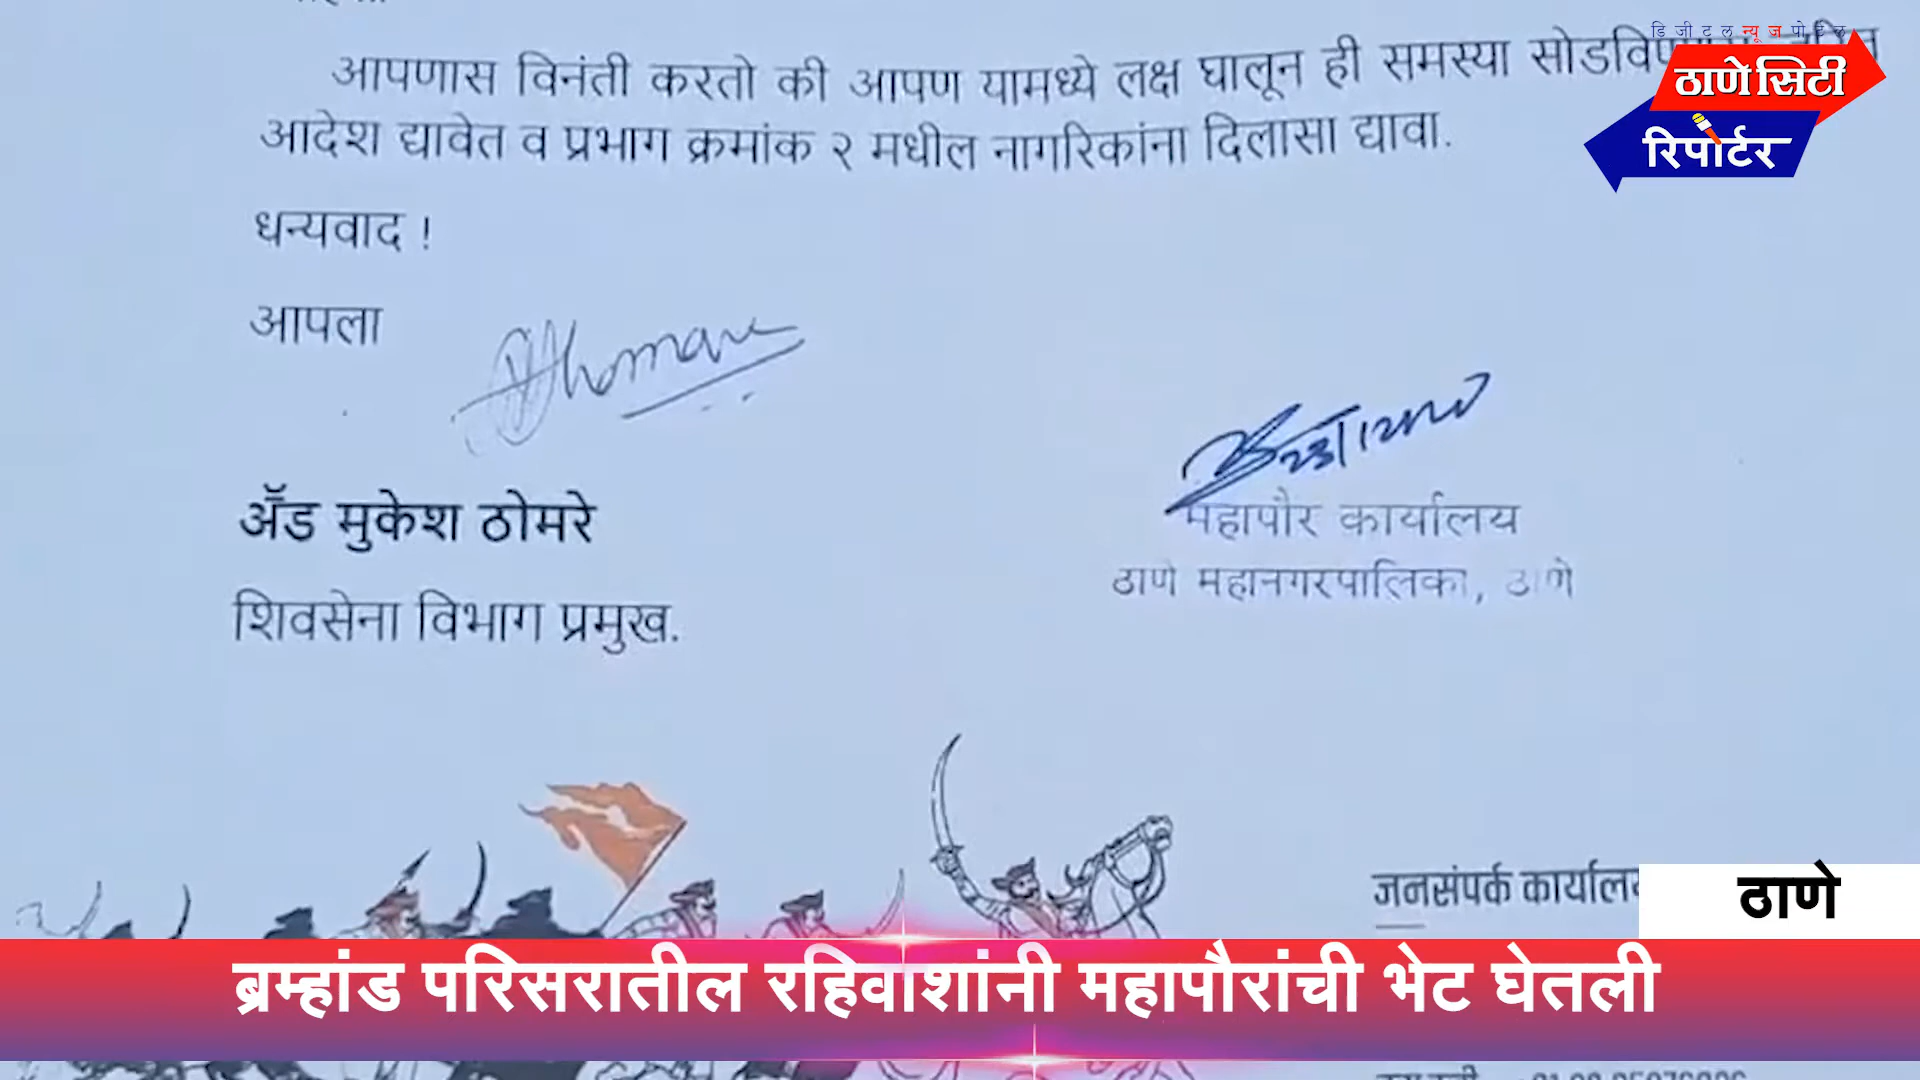 डिजीटल न्यूज पोर्टल
ठाणे सिटी
रिपोर्टर
आपणास विनंती करतो की आपण यामध्ये लक्ष घालून ही समस्या
आदेश द्यावेत व प्रभाग क्रमांक २ मधील नागरिकांना दिलासा द्यावा.
धन्यवाद !
आपला
ॲड मुकेश ठोमरे
शिवसेना विभाग प्रमुख.
महापौर कार्यालय
ठाणे महानगरपालिका, ठाणे
जनसंपर्क
ठाणे
ब्रम्हांड परिसरातील रहिवाशांनी महापौरांची भेट घेतली